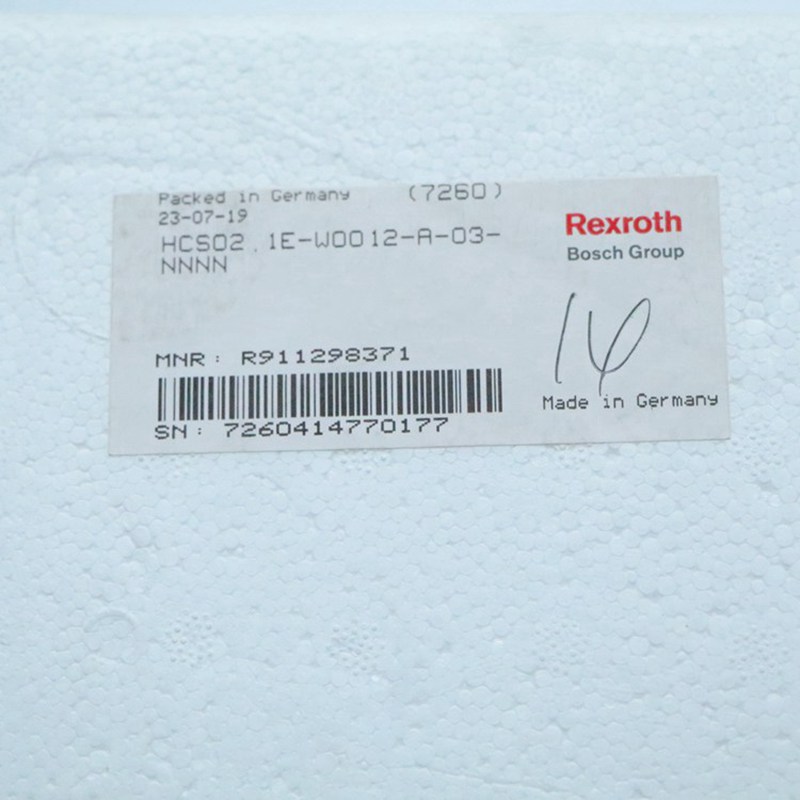 Packed in Germany (7260)
23-07-19
HCS02.1E-W0012-A-03-
NNNN
Rexroth
Bosch Group
14
MNR: R911298371
Made in Germany
SN: 7260414770177